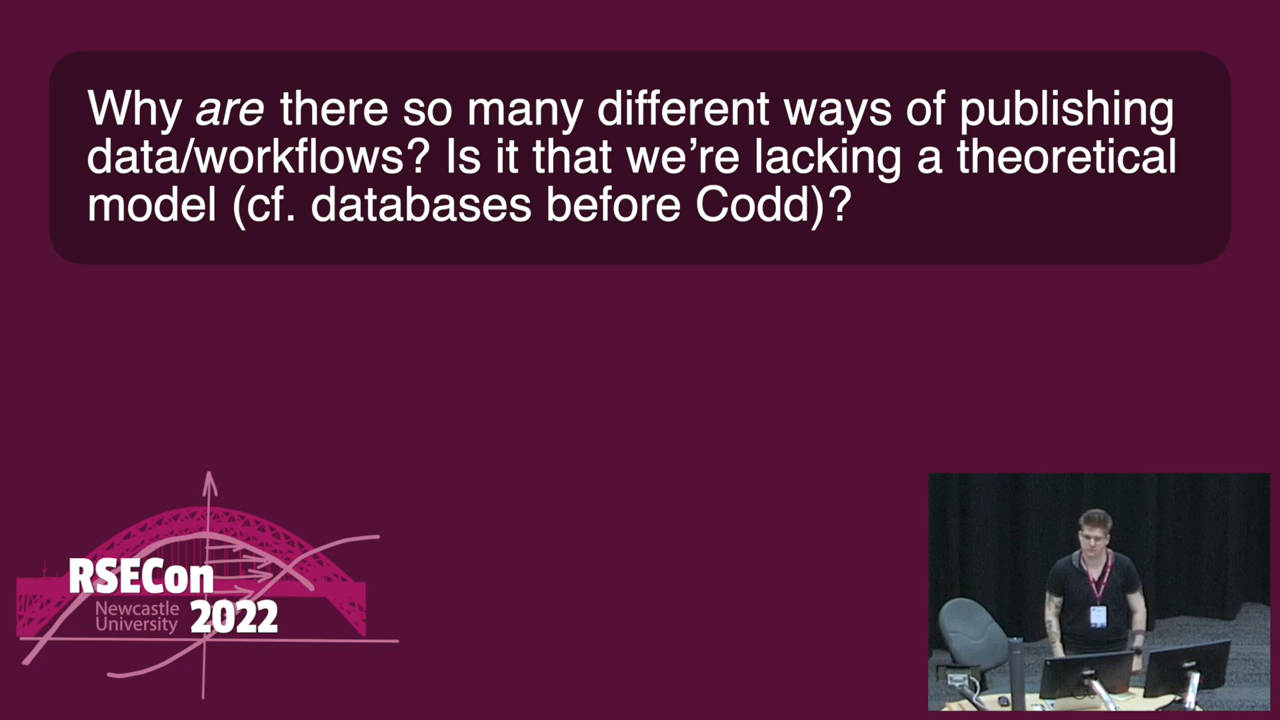 Why are there so many different ways of publishing
data/workflows? Is it that we’re lacking a theoretical
model (cf. databases before Codd)?
RSECon
Newcastle
University
2022